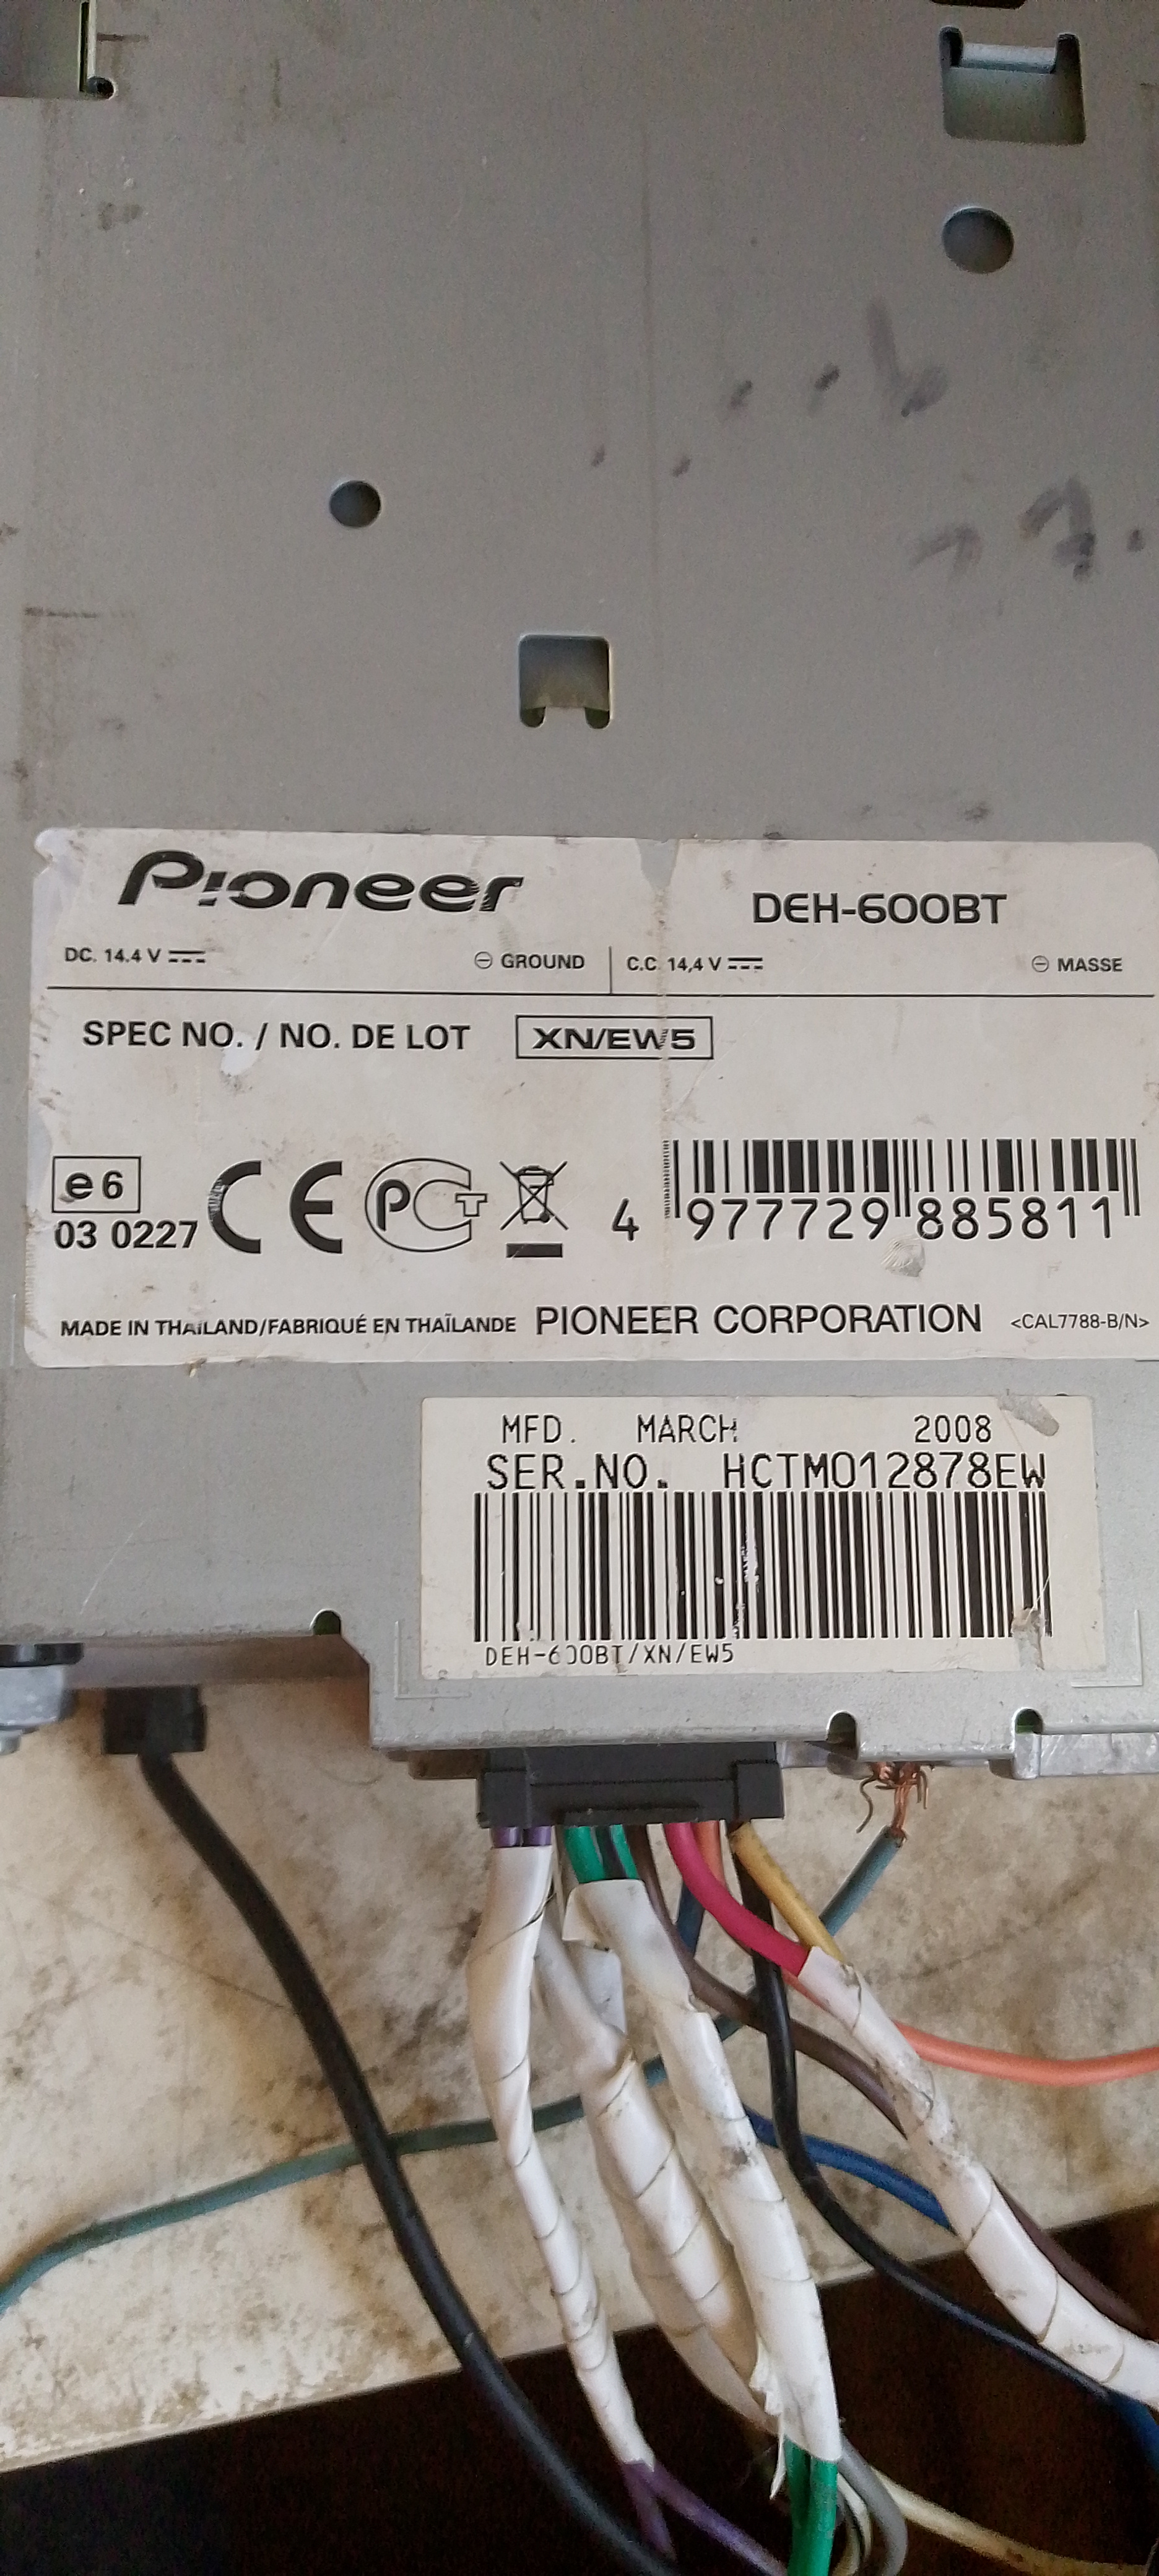 Pioneer
DEH-600BT
DC. 14.4 V ⊖ GROUND
C.C. 14,4 V ⊖ MASSE
SPEC NO. / NO. DE LOT XN/EW5
e6
03 0227
CE
PCT
4 977729 885811
MADE IN THAILAND/FABRIQUÉ EN THAÏLANDE PIONEER CORPORATION <CAL7788-B/N>
MFD. MARCH 2008
SER.NO. HCTM012878EW
DEH-600BT/XN/EW5